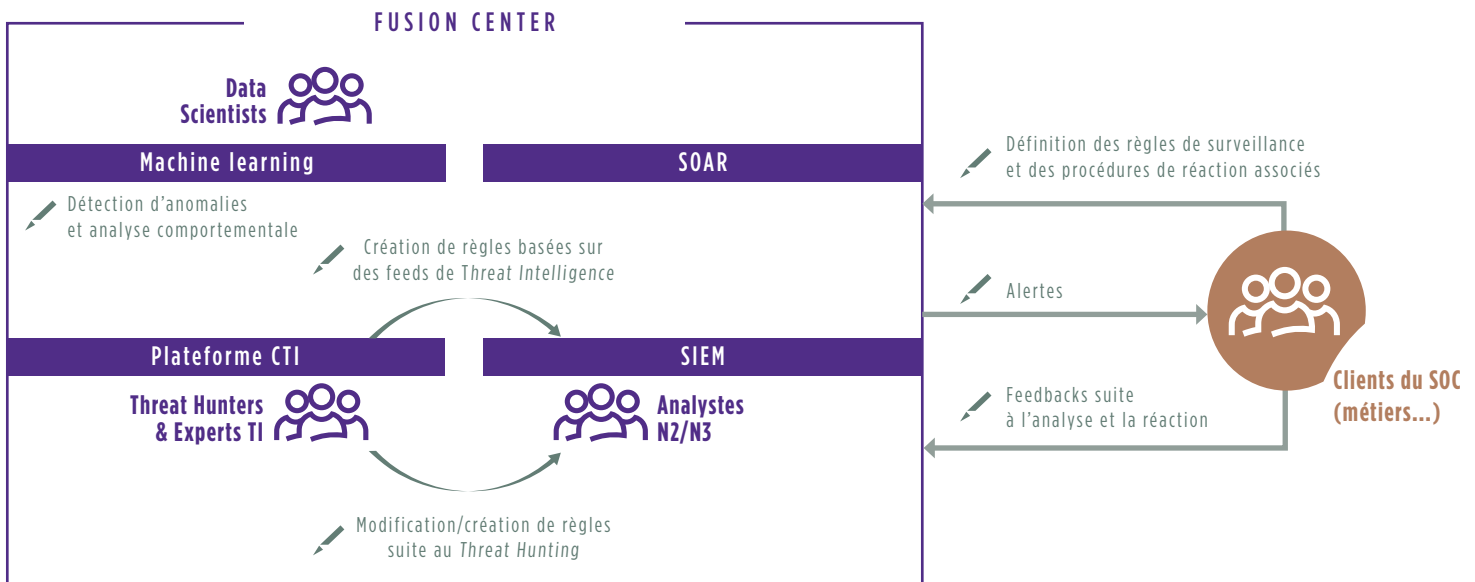 FUSION CENTER
Data
Scientists
Machine learning
SOAR
Détection d'anomalies
et analyse comportementale
Création de règles basées sur
des feeds de Threat Intelligence
Plateforme CTI
SIEM
Threat Hunters
& Experts TI
Analystes
N2/N3
Modification/création de règles
suite au Threat Hunting
Définition des règles de surveillance
et des procédures de réaction associés
Alertes
Feedbacks suite
à l'analyse et la réaction
Clients du SOC
(métiers...)